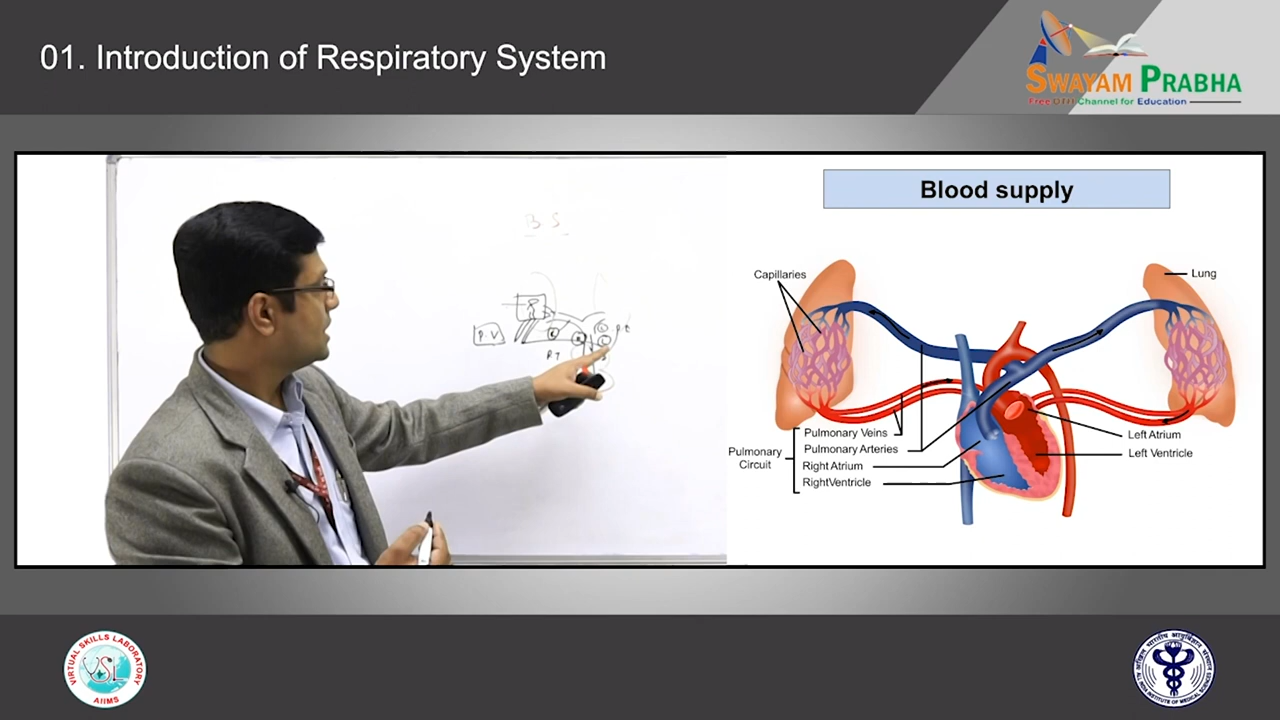 01. Introduction of Respiratory System
SWAYAM PRABHA
Free DTH Channel for Education
B S
P.V
Blood supply
Capillaries
Lung
Pulmonary Veins
Pulmonary Arteries
Pulmonary Circuit
Right Atrium
RightVentricle
Left Atrium
Left Ventricle
VIRTUAL SKILLS LABORATORY
VSL
AIIMS